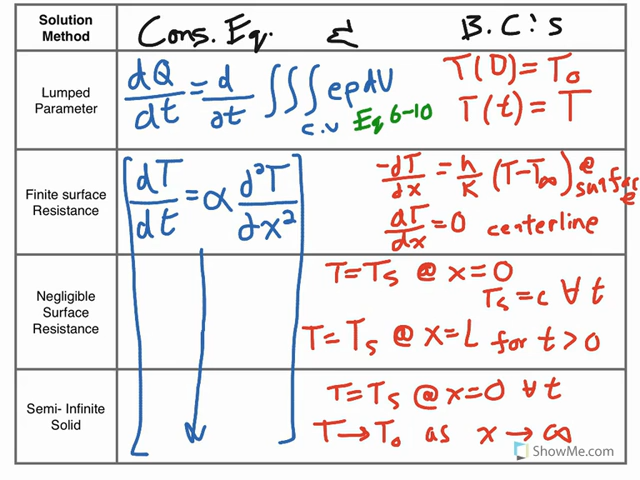 Solution Method
Cons. Eq. & B.C's
Lumped Parameter
dQ/dt = d/∂t ∫∫∫ eρdV
C.V
Eq 6-10
T(0) = T₀
T(t) = T
Finite surface Resistance
[dT/dt = α d²T/dx²]
-dT/dx = h/K (T-T∞) @ surface
dT/dx = 0 centerline
Negligible Surface Resistance
T = Ts @ x = 0
Ts = c ∀ t
T = Ts @ x = L for t > 0
Semi- Infinite Solid
T = Ts @ x = 0 ∀ t
T → T₀ as x → ∞
ShowMe.com